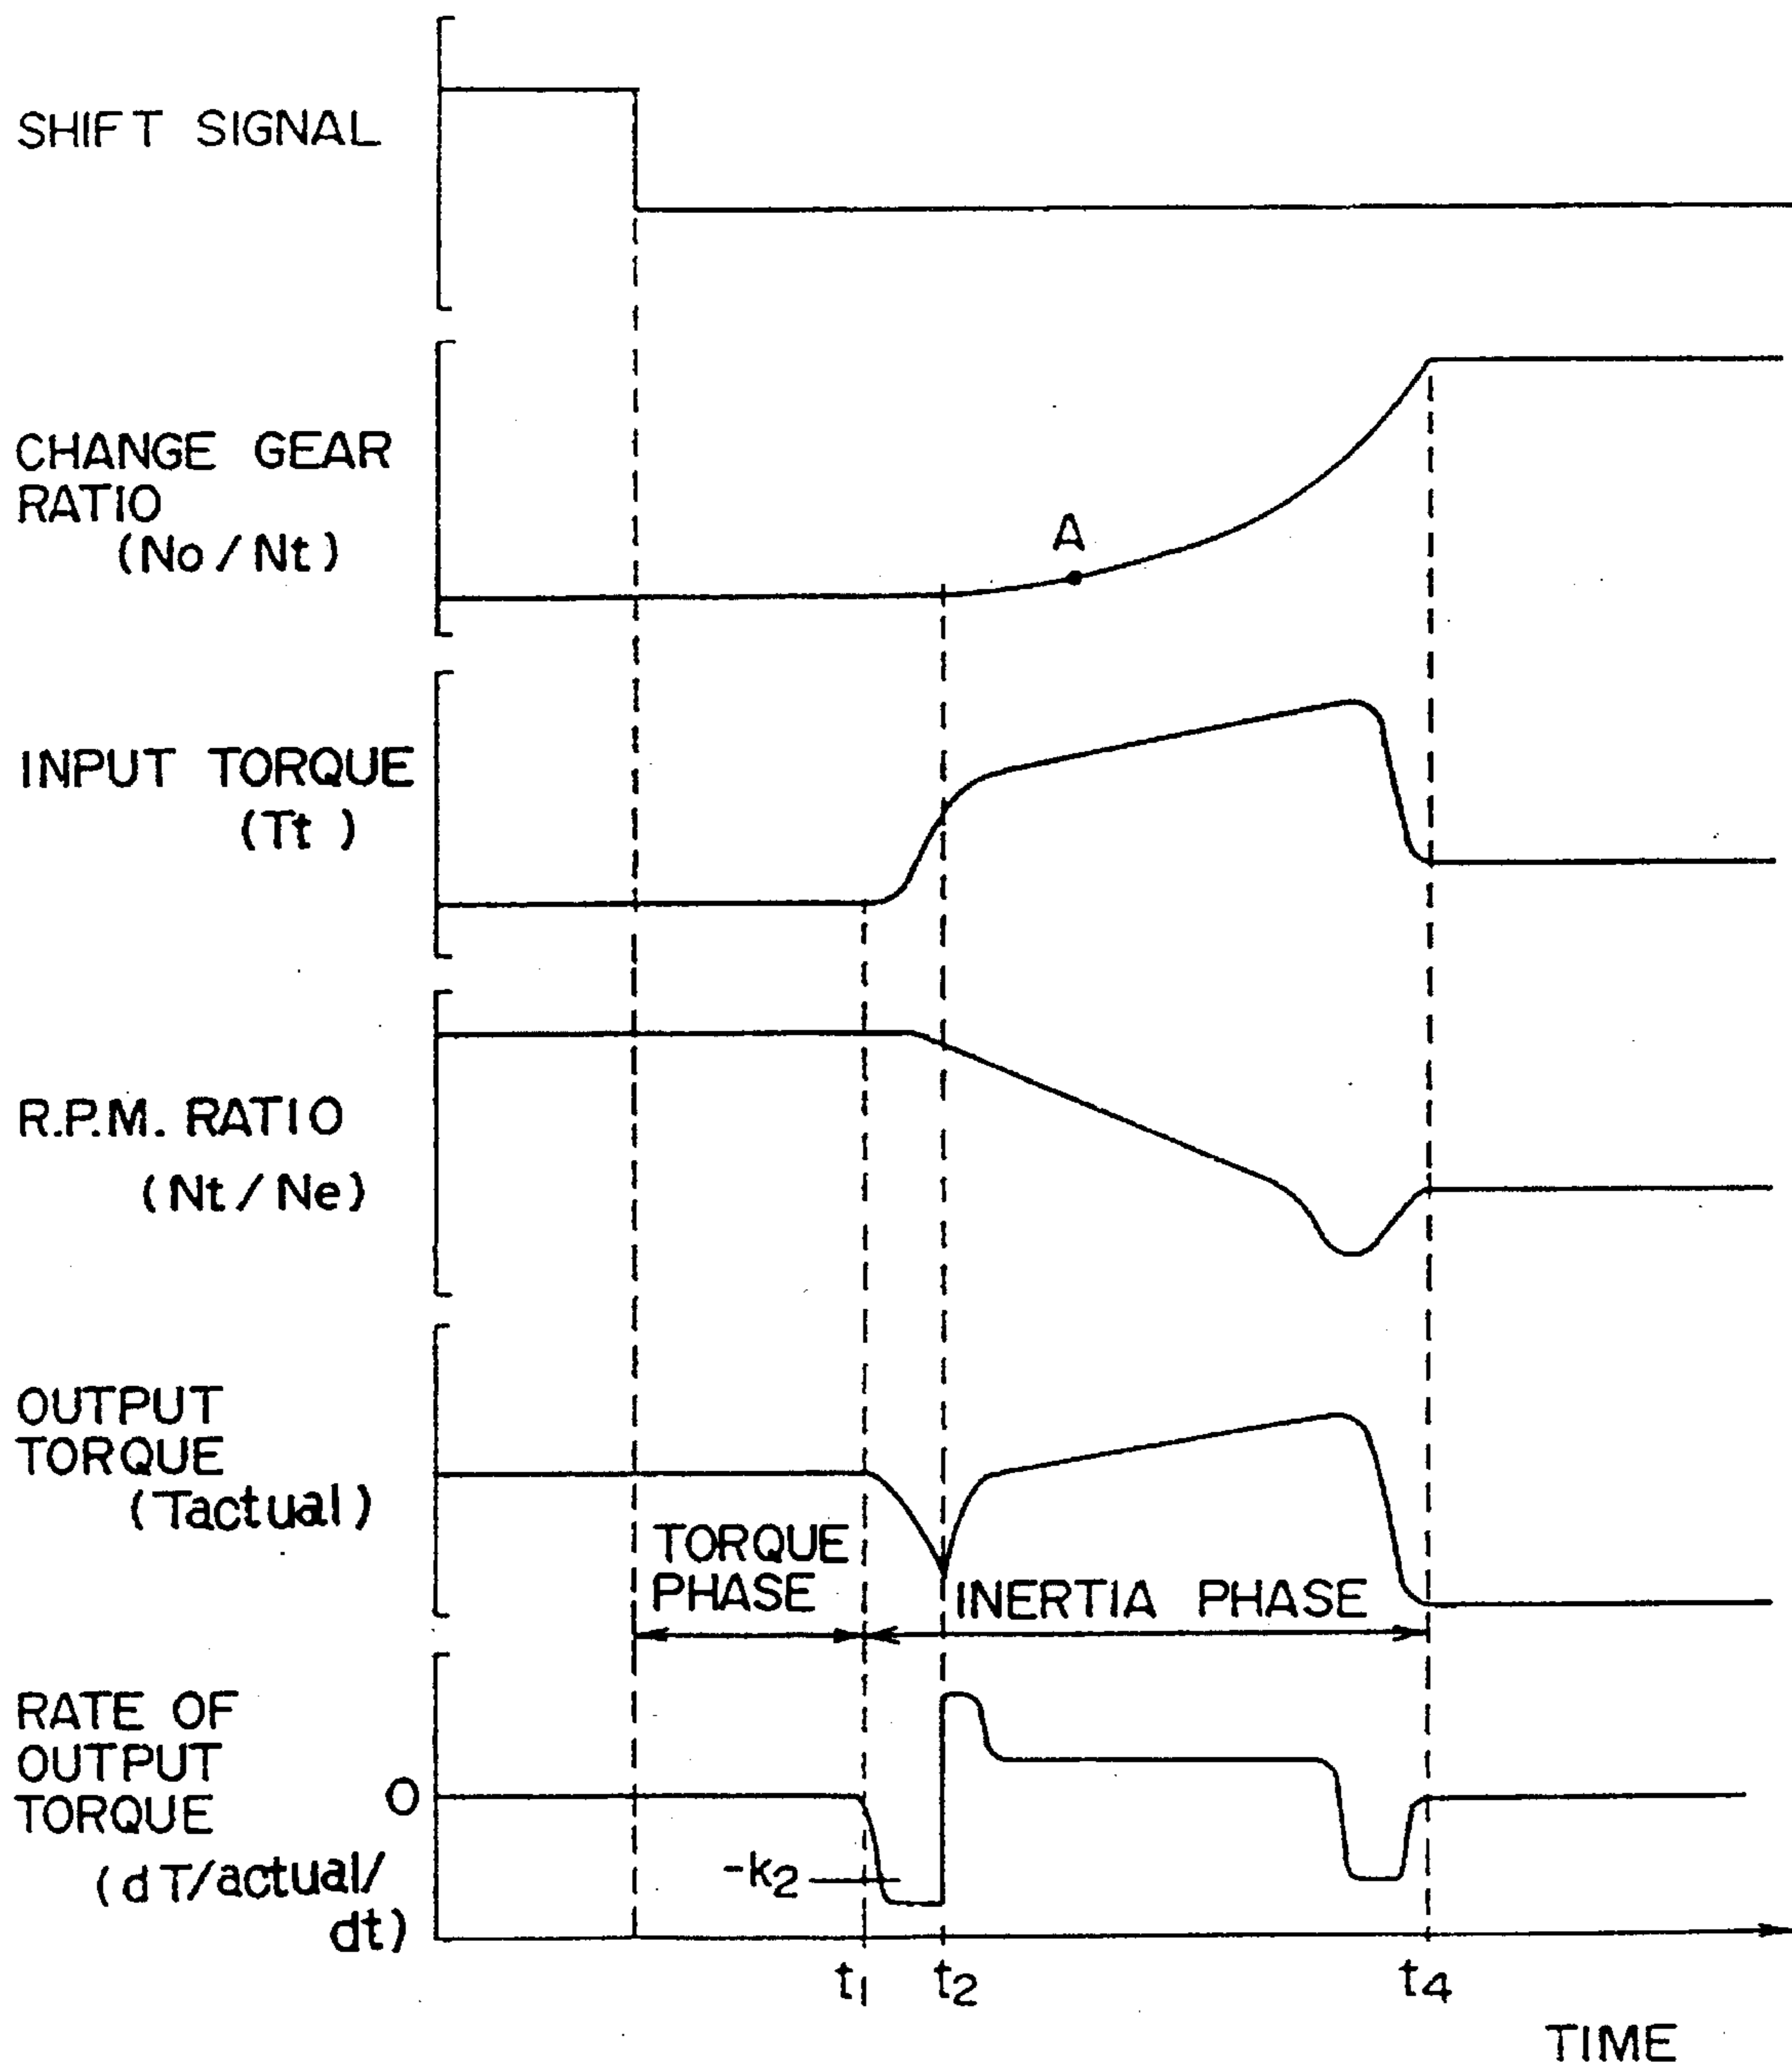 SHIFT SIGNAL
CHANGE GEAR
RATIO
(No/Nt)
A
INPUT TORQUE
(Tt)
R.P.M. RATIO
(Nt/Ne)
OUTPUT
TORQUE
(Tactual)
TORQUE
PHASE
INERTIA PHASE
RATE OF
OUTPUT
TORQUE
(dT/actual/
dt)
O
-k2
t1
t2
t4
TIME